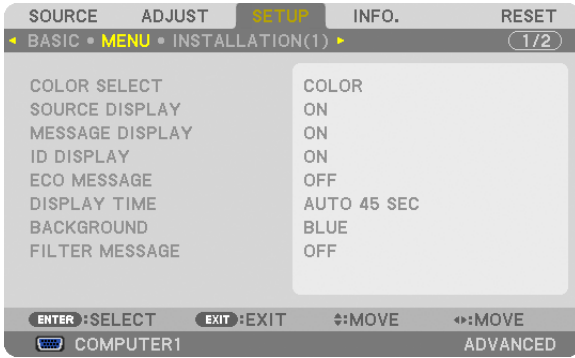 SOURCE ADJUST SETUP INFO. RESET
BASIC • MENU • INSTALLATION(1) 1/2
COLOR SELECT COLOR
SOURCE DISPLAY ON
MESSAGE DISPLAY ON
ID DISPLAY ON
ECO MESSAGE OFF
DISPLAY TIME AUTO 45 SEC
BACKGROUND BLUE
FILTER MESSAGE OFF
ENTER :SELECT EXIT :EXIT :MOVE :MOVE
COMPUTER1 ADVANCED